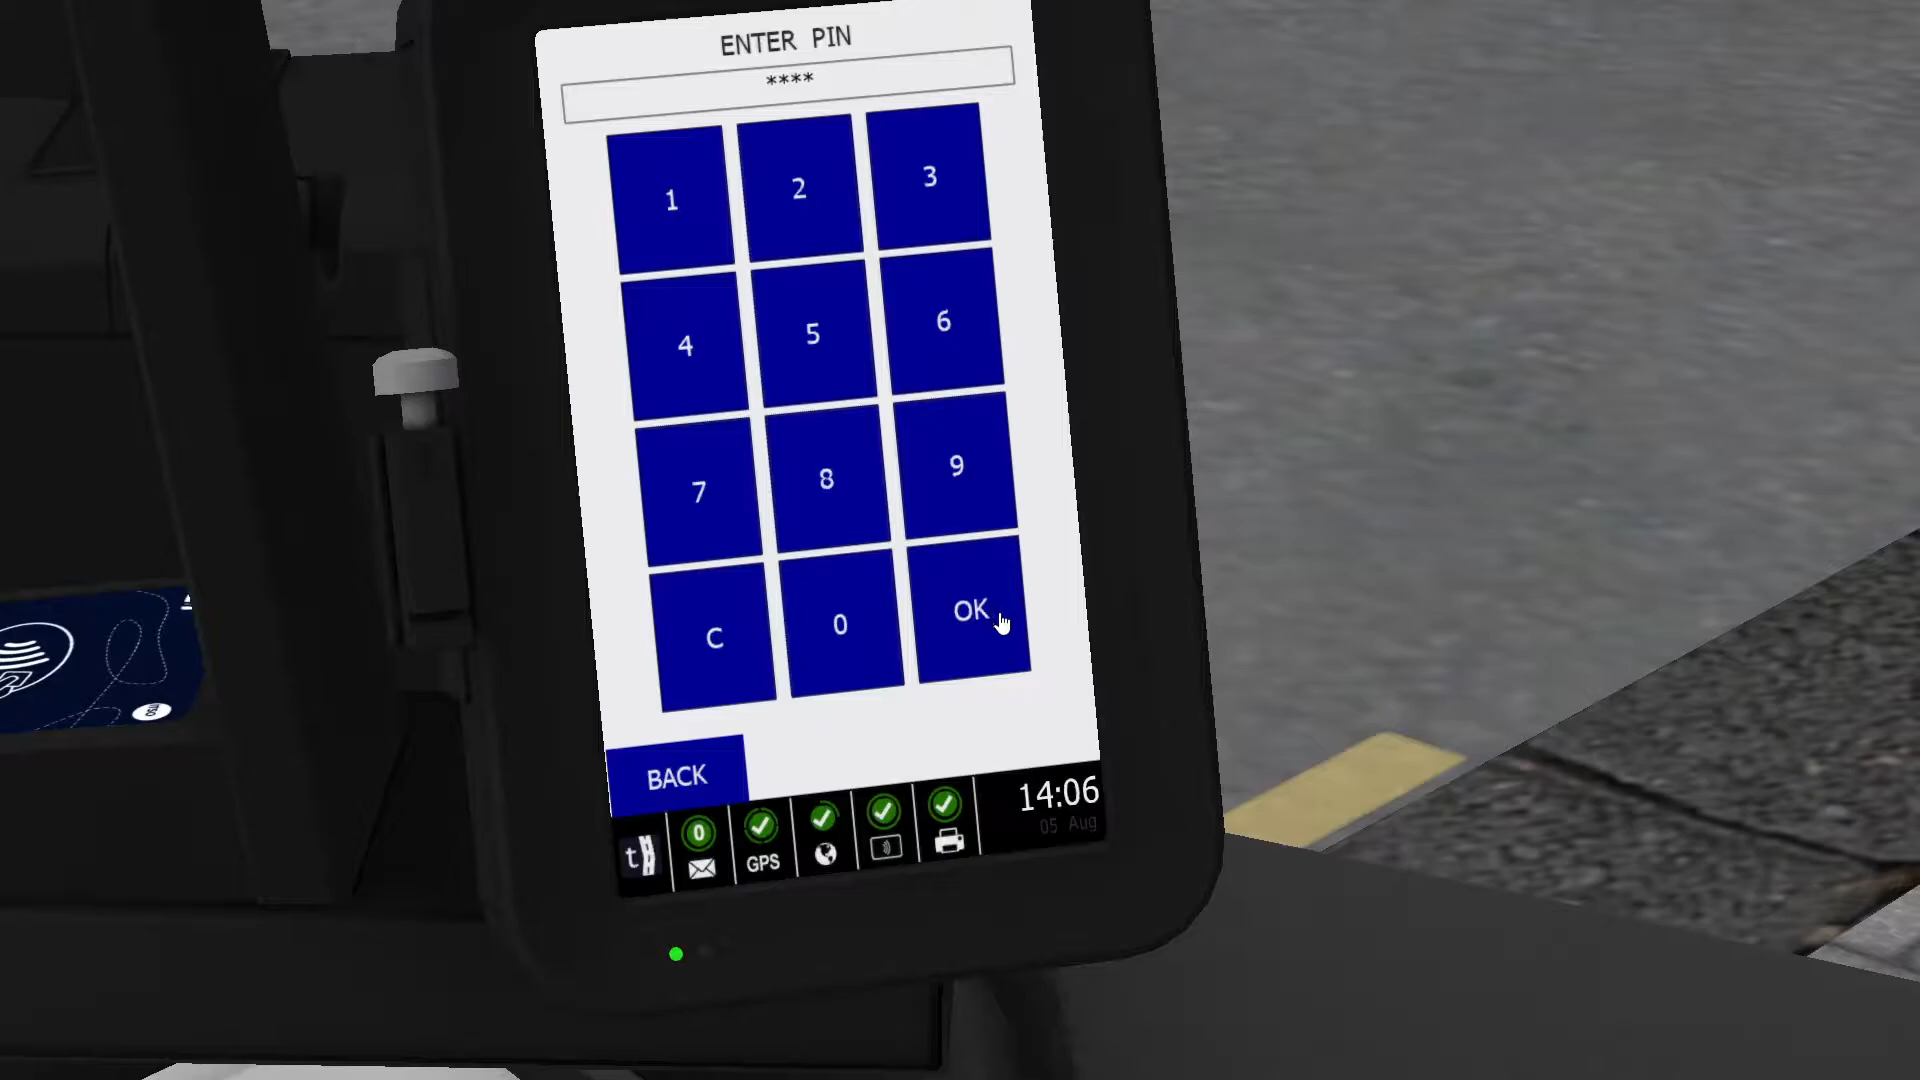 ENTER PIN
****
1 2 3
4 5 6
7 8 9
C 0 OK
BACK
t 0 GPS 14:06
05 Aug
ITSO